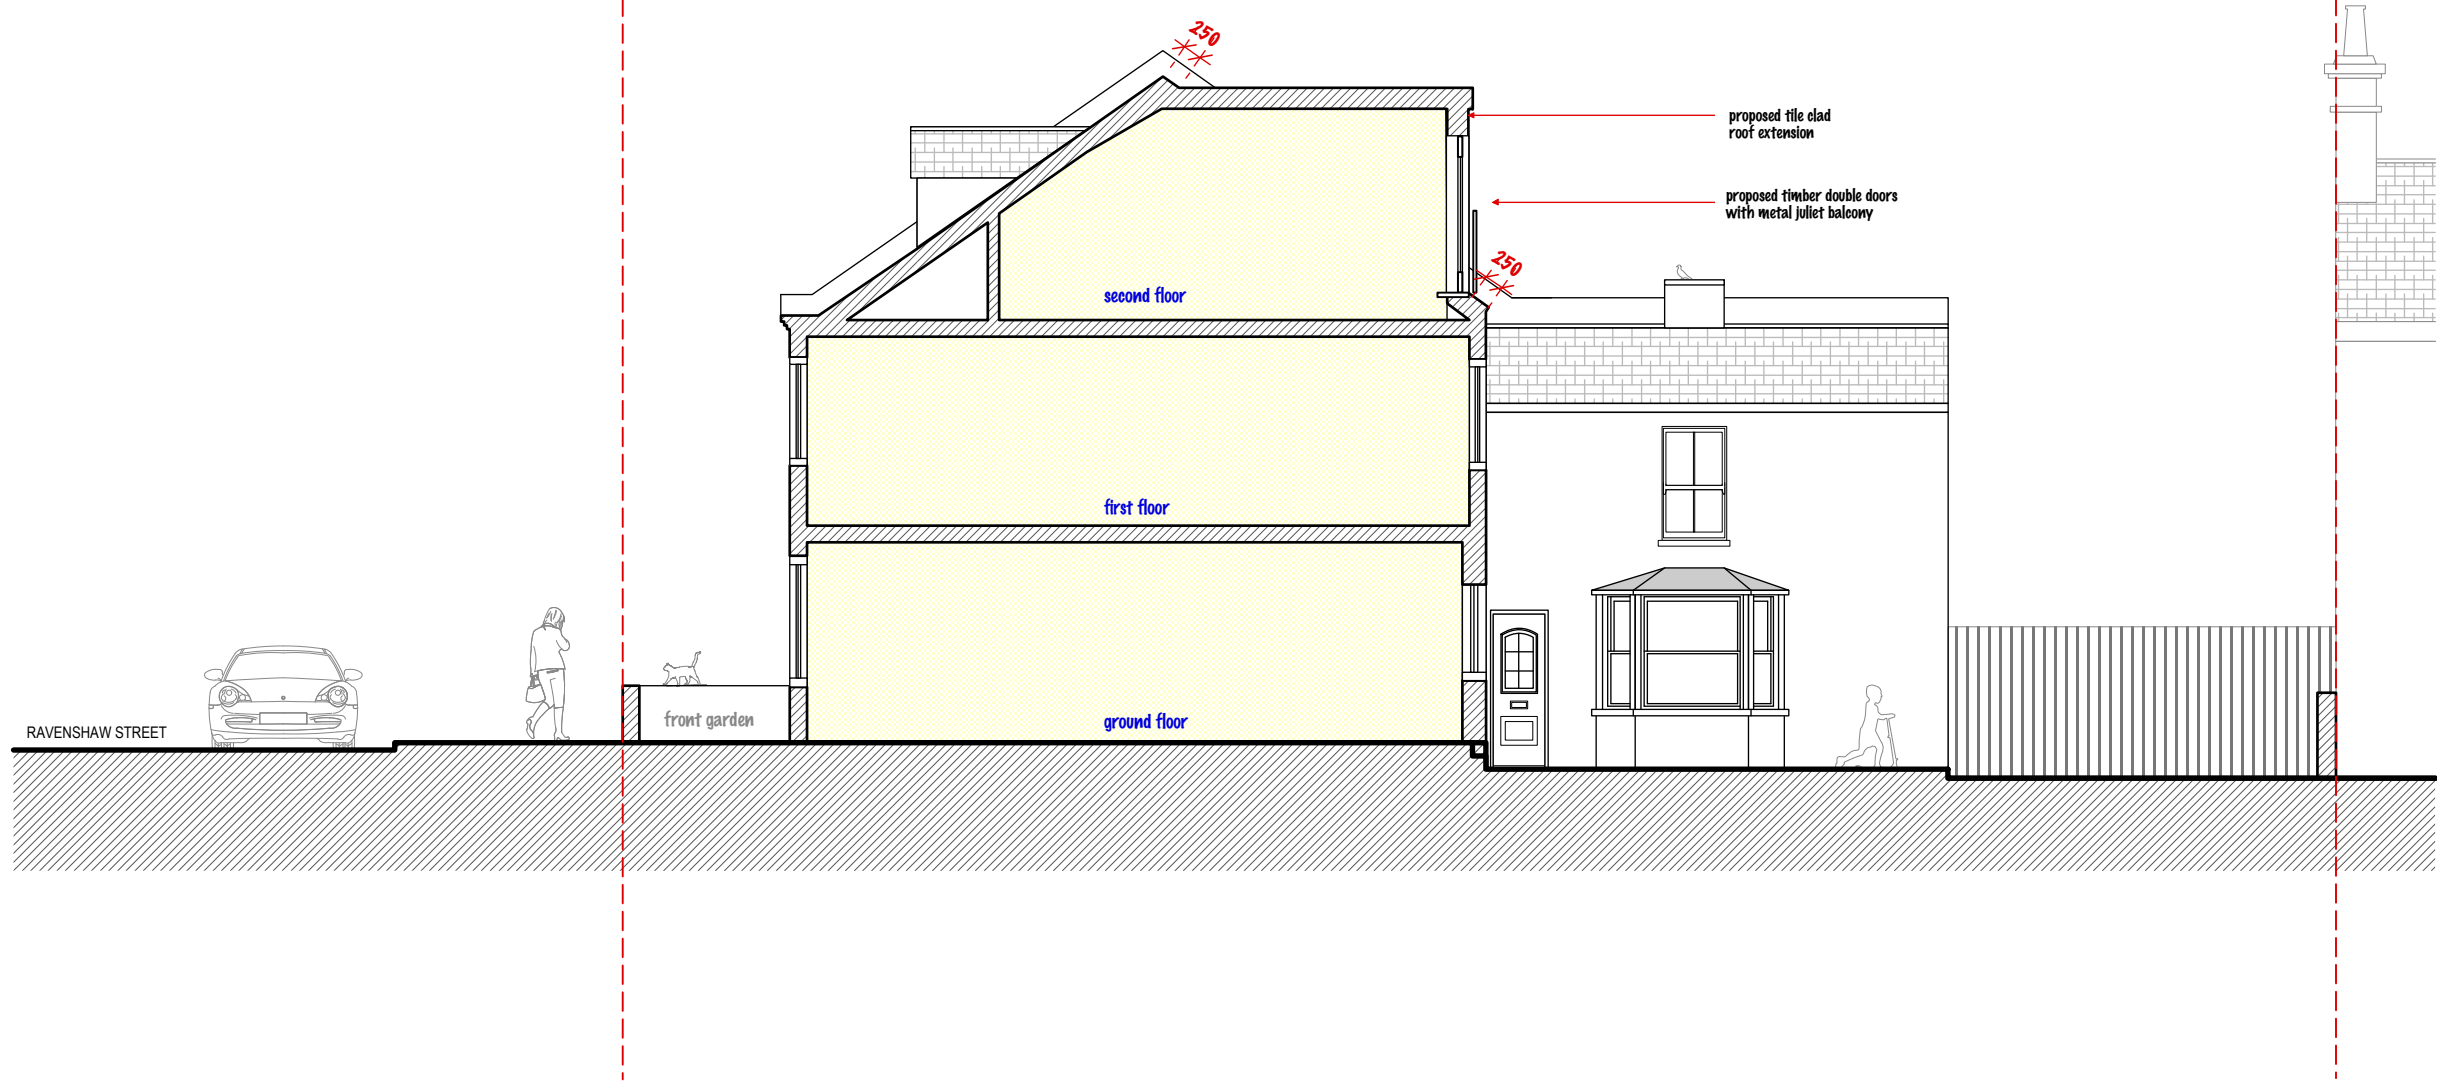 250
proposed tile clad
roof extension
proposed timber double doors
with metal juliet balcony
250
second floor
first floor
front garden
ground floor
RAVENSHAW STREET